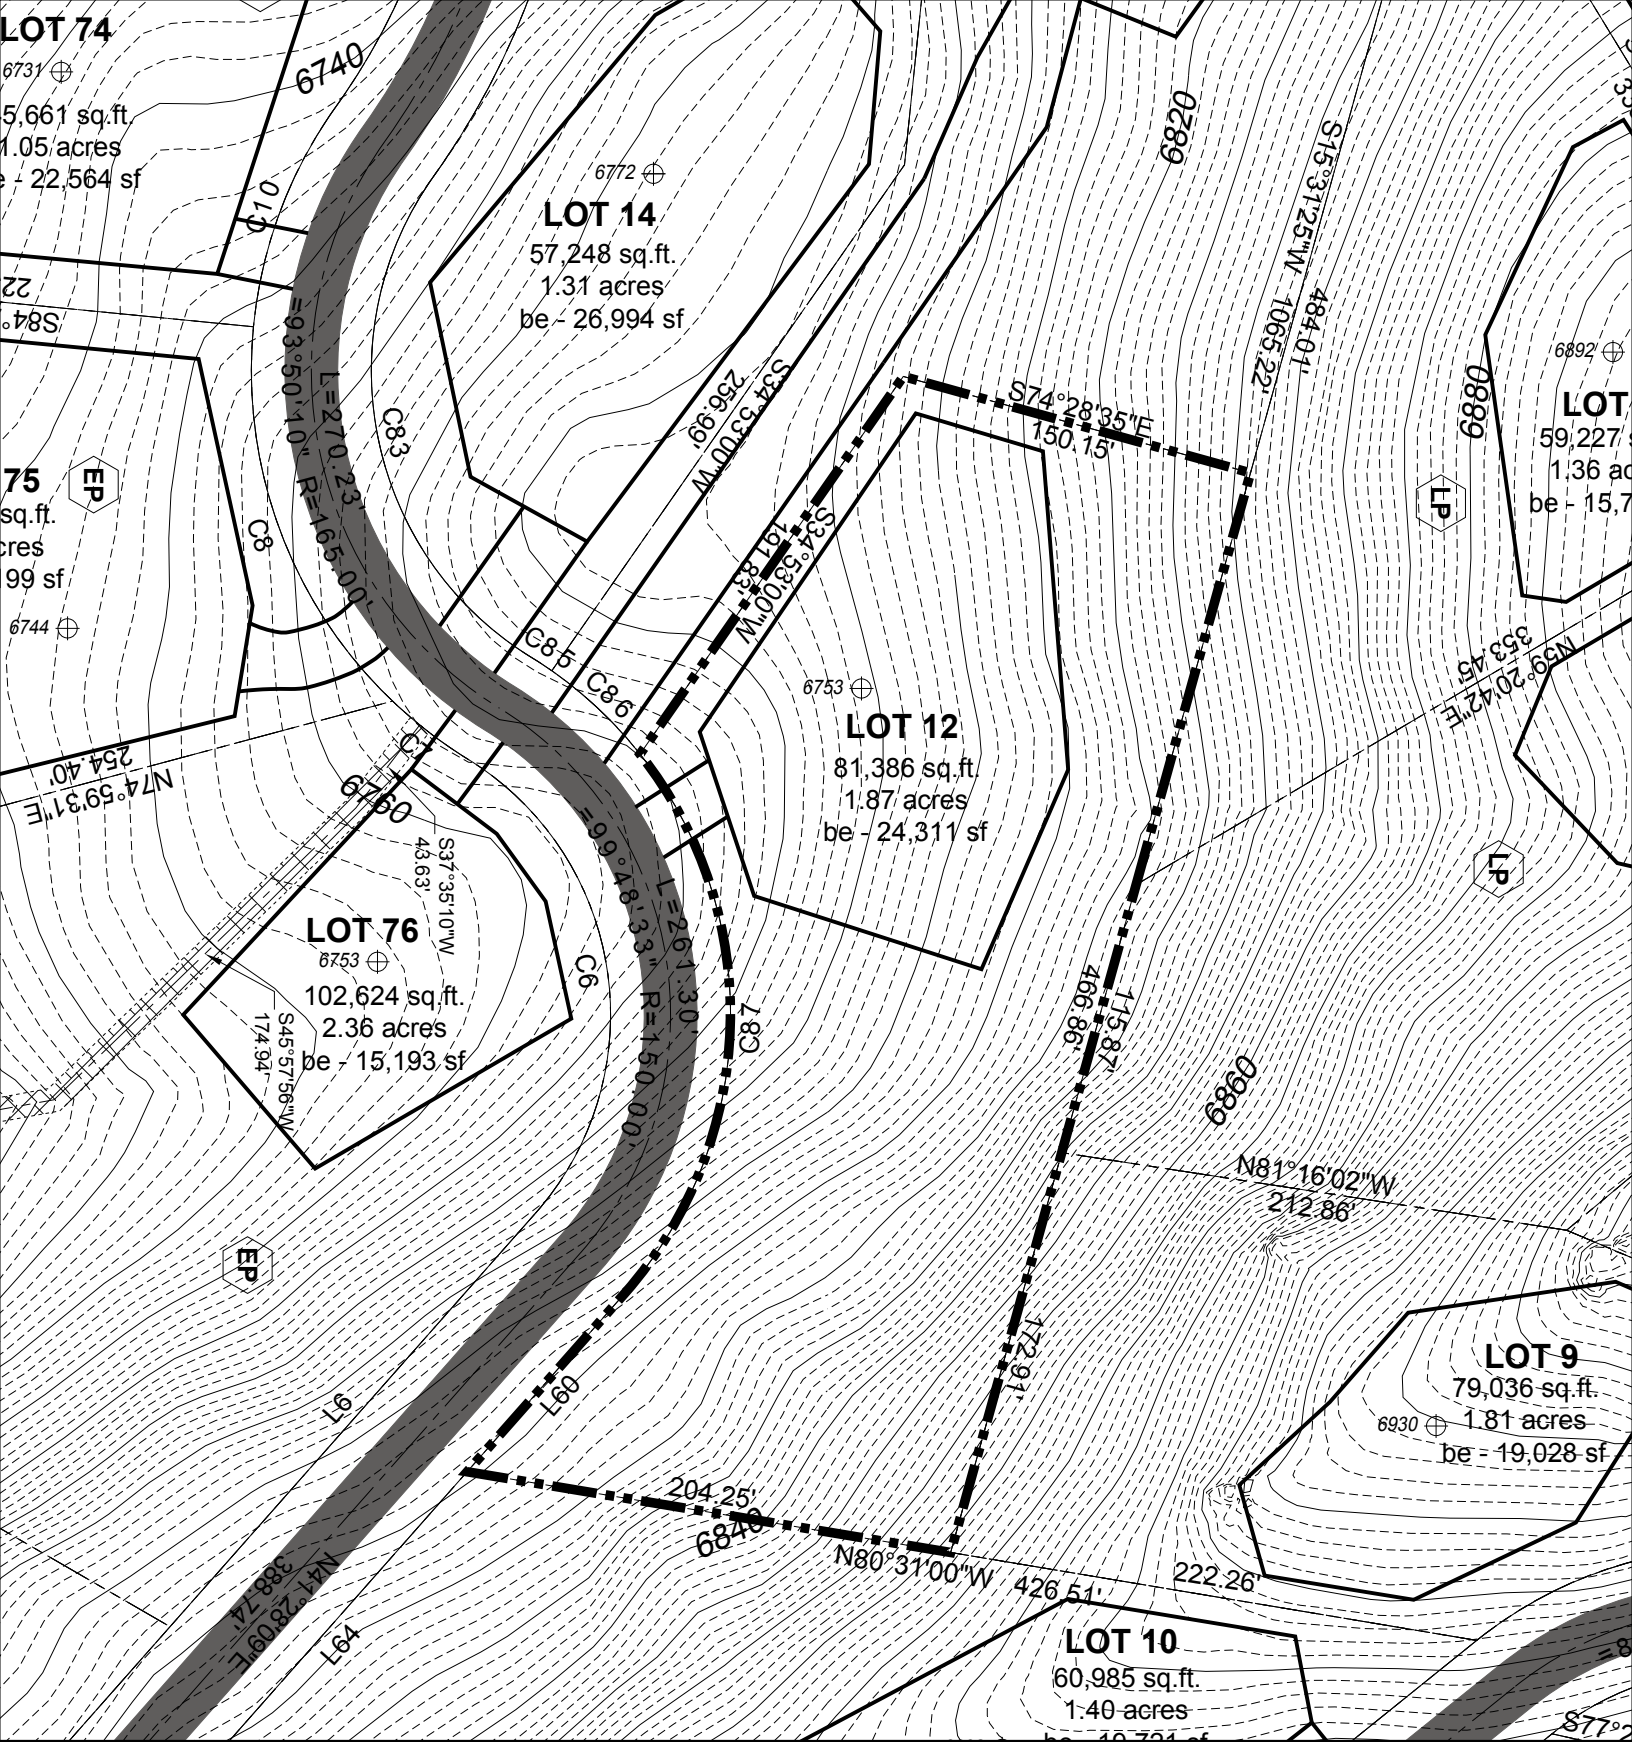 LOT 74
6731
5,661 sq.ft.
1.05 acres
- 22,564 sf
6740
C10
6772
LOT 14
57,248 sq.ft.
1.31 acres
be - 26,994 sf
6820
S15°31'25"W
1065.22'
484.01'
6880
6892
LOT
59,227
1.36
be - 15,7
22
S84°
=93°50'10" R=165.00'
L=270.23'
C83
256.99'
S34°53'00"W
S74°28'35"E
150.15'
75
sq.ft.
99 sf
6744
EP
C8
LP
C85
C86
191.83'
S34°53'00"W
6753
LOT 12
81,386 sq.ft.
1.87 acres
be - 24,311 sf
353.45'
N59°20'42"E
254.40'
N74°59'31"E
6760
S37°35'10"W
43.63'
=99°48'33" R=150.00'
L=261.30'
LP
LOT 76
6753
102,624 sq.ft.
2.36 acres
be - 15,193 sf
S45°57'56"W
174.94'
C6
C87
466.86'
115.87'
6860
N81°16'02"W
212.86'
EP
172.91'
LOT 9
79,036 sq.ft.
6930
1.81 acres
be - 19,028 sf
L6
L60
204.25'
6840
N80°31'00"W
426.51'
222.26'
388.74'
N41°28'09"E
L64
LOT 10
60,985 sq.ft.
1.40 acres
be - 19,721 sf
S77°